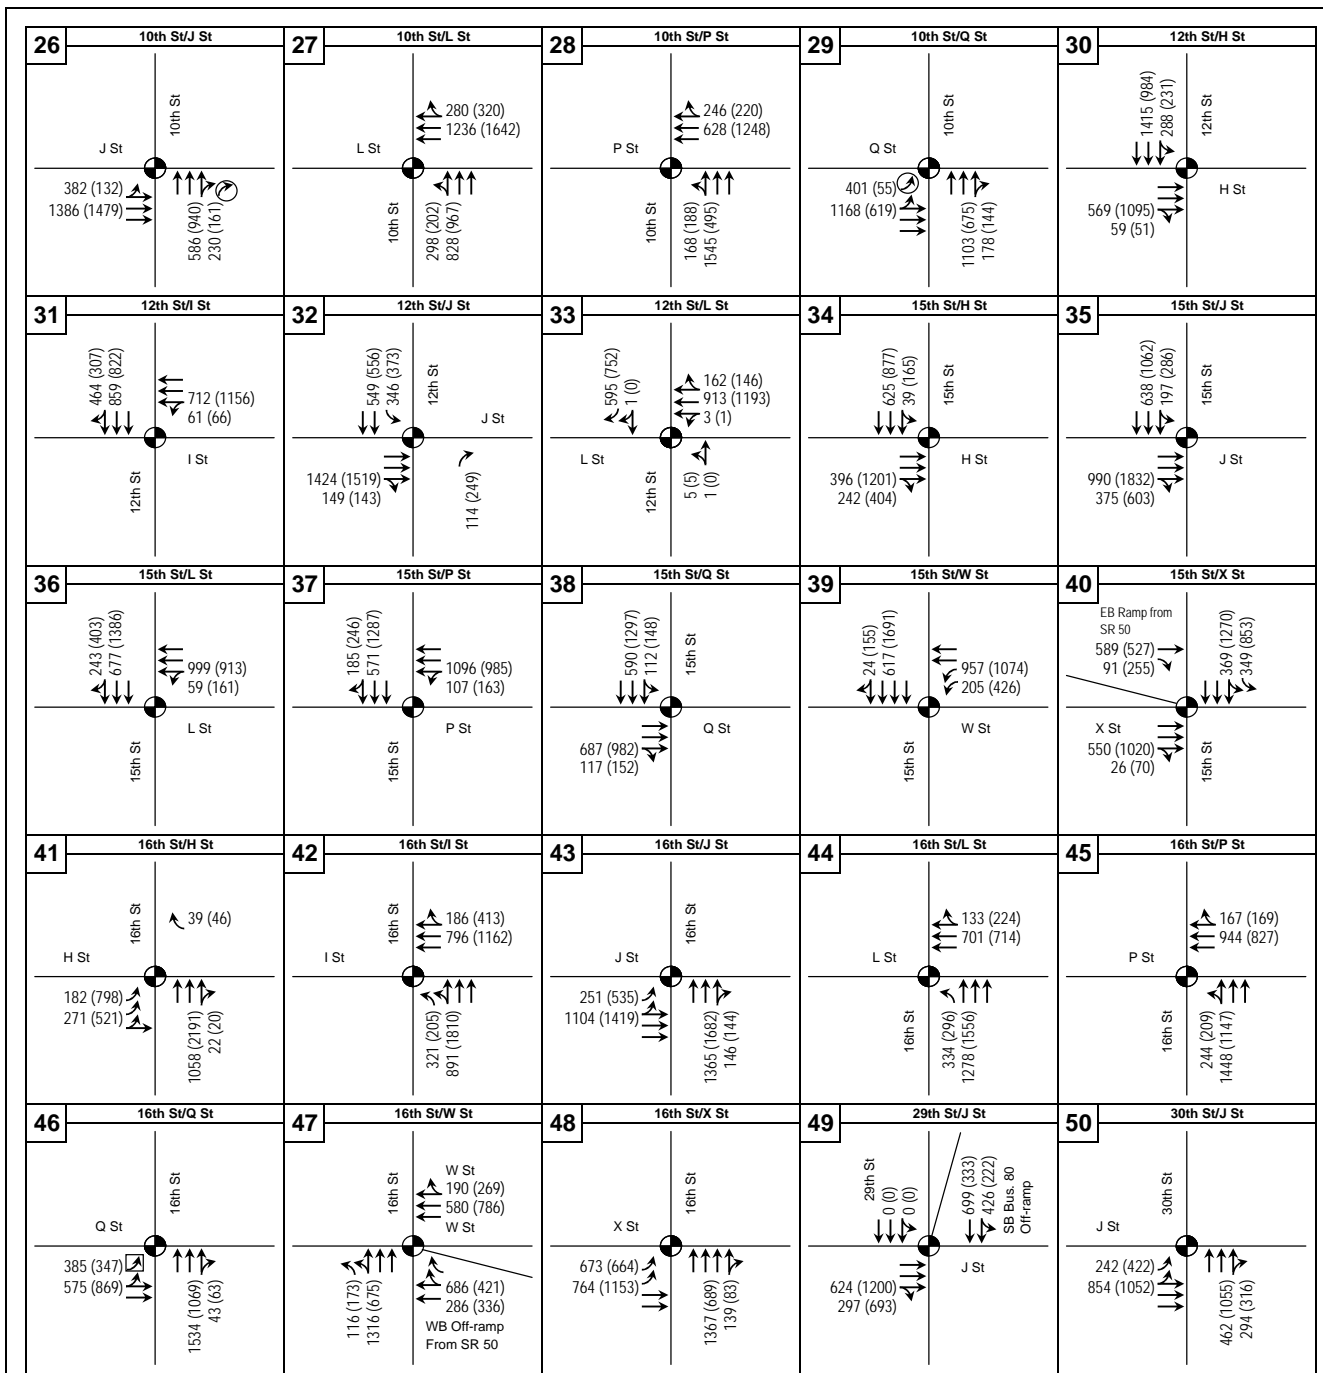 26
10th St/J St
10th St
J St
382 (132)
1386 (1479)
586 (940)
230 (161)
27
10th St/L St
280 (320)
1236 (1642)
L St
10th St
298 (202)
828 (967)
28
10th St/P St
246 (220)
628 (1248)
P St
10th St
168 (188)
1545 (495)
29
10th St/Q St
10th St
Q St
401 (55)
1168 (619)
1103 (675)
178 (144)
30
12th St/H St
1415 (984)
288 (231)
12th St
H St
569 (1095)
59 (51)
31
12th St/I St
464 (307)
859 (822)
712 (1156)
61 (66)
I St
12th St
32
12th St/J St
549 (556)
346 (373)
12th St
J St
1424 (1519)
149 (143)
114 (249)
33
12th St/L St
595 (752)
1 (0)
162 (146)
913 (1193)
3 (1)
L St
12th St
5 (5)
1 (0)
34
15th St/H St
625 (877)
39 (165)
15th St
H St
396 (1201)
242 (404)
35
15th St/J St
638 (1062)
197 (286)
15th St
J St
990 (1832)
375 (603)
36
15th St/L St
243 (403)
677 (1386)
999 (913)
59 (161)
L St
15th St
37
15th St/P St
185 (246)
571 (1287)
1096 (985)
107 (163)
P St
15th St
38
15th St/Q St
590 (1297)
112 (148)
15th St
Q St
687 (982)
117 (152)
39
15th St/W St
24 (155)
617 (1691)
957 (1074)
205 (426)
W St
15th St
40
15th St/X St
EB Ramp from
SR 50
589 (527)
91 (255)
369 (1270)
349 (853)
X St
550 (1020)
26 (70)
15th St
41
16th St/H St
16th St
39 (46)
H St
182 (798)
271 (521)
1058 (2191)
22 (20)
42
16th St/I St
16th St
186 (413)
796 (1162)
I St
321 (205)
891 (1810)
43
16th St/J St
16th St
J St
251 (535)
1104 (1419)
1365 (1682)
146 (144)
44
16th St/L St
133 (224)
701 (714)
L St
16th St
334 (296)
1278 (1556)
45
16th St/P St
16th St
167 (169)
944 (827)
P St
244 (209)
1448 (1147)
46
16th St/Q St
16th St
Q St
385 (347)
575 (869)
1534 (1069)
43 (63)
47
16th St/W St
16th St
W St
190 (269)
580 (786)
W St
116 (173)
1316 (675)
686 (421)
286 (336)
WB Off-ramp
From SR 50
48
16th St/X St
16th St
X St
673 (664)
764 (1153)
1367 (689)
139 (83)
49
29th St/J St
29th St
0 (0)
0 (0)
699 (333)
426 (222)
SB Bus. 80
Off-ramp
J St
624 (1200)
297 (693)
50
30th St/J St
30th St
J St
242 (422)
854 (1052)
462 (1055)
294 (316)